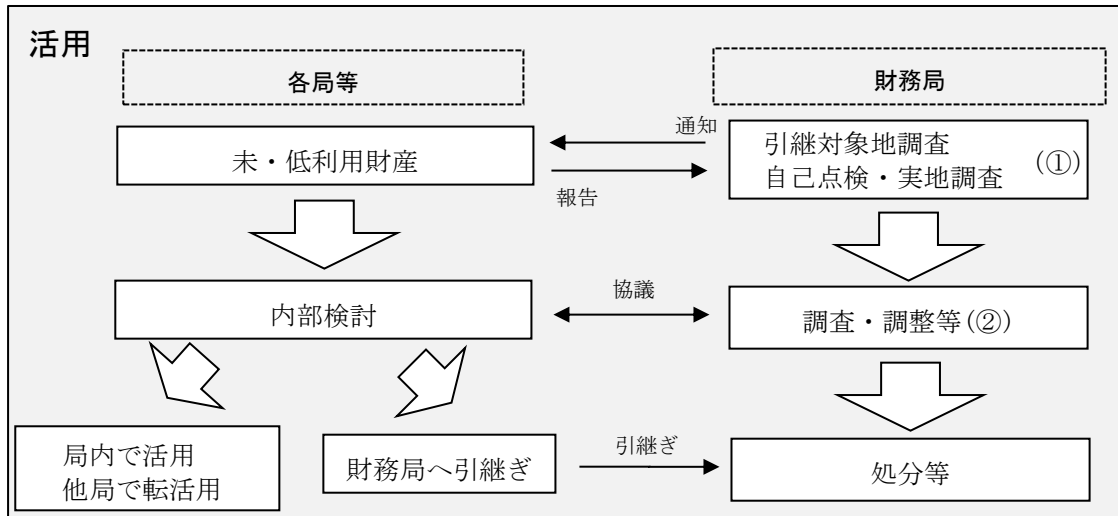 活用
各局等
財務局
通知
未・低利用財産
引継対象地調査
自己点検・実地調査 (①)
報告
内部検討
協議
調査・調整等(②)
局内で活用
他局で転活用
財務局へ引継ぎ
引継ぎ
処分等